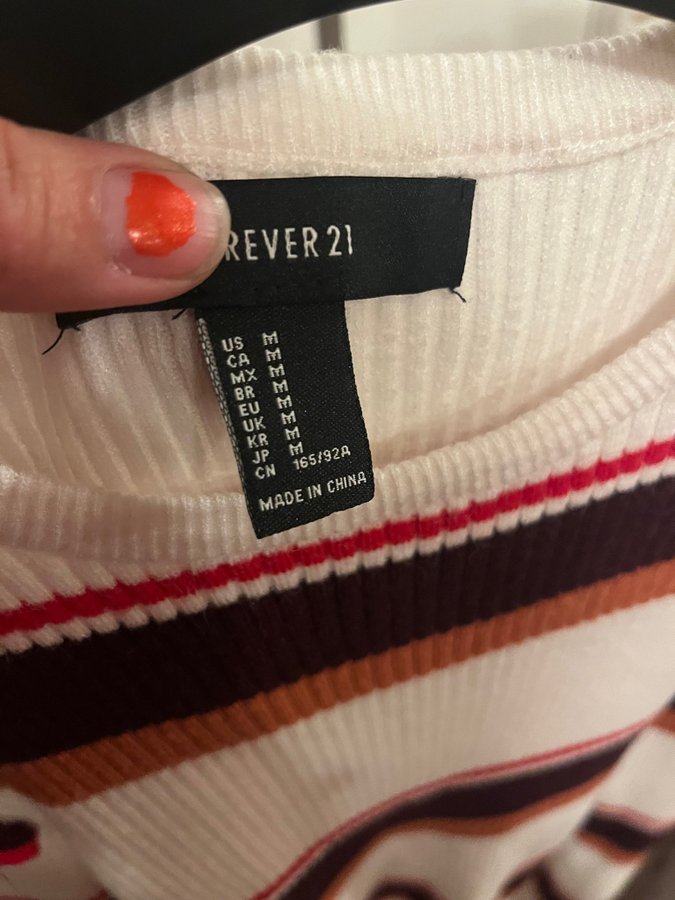 REVER 21
US M
CA M
MX M
BR M
EU M
UK M
KR M
JP M
CN 165/92A
MADE IN CHINA